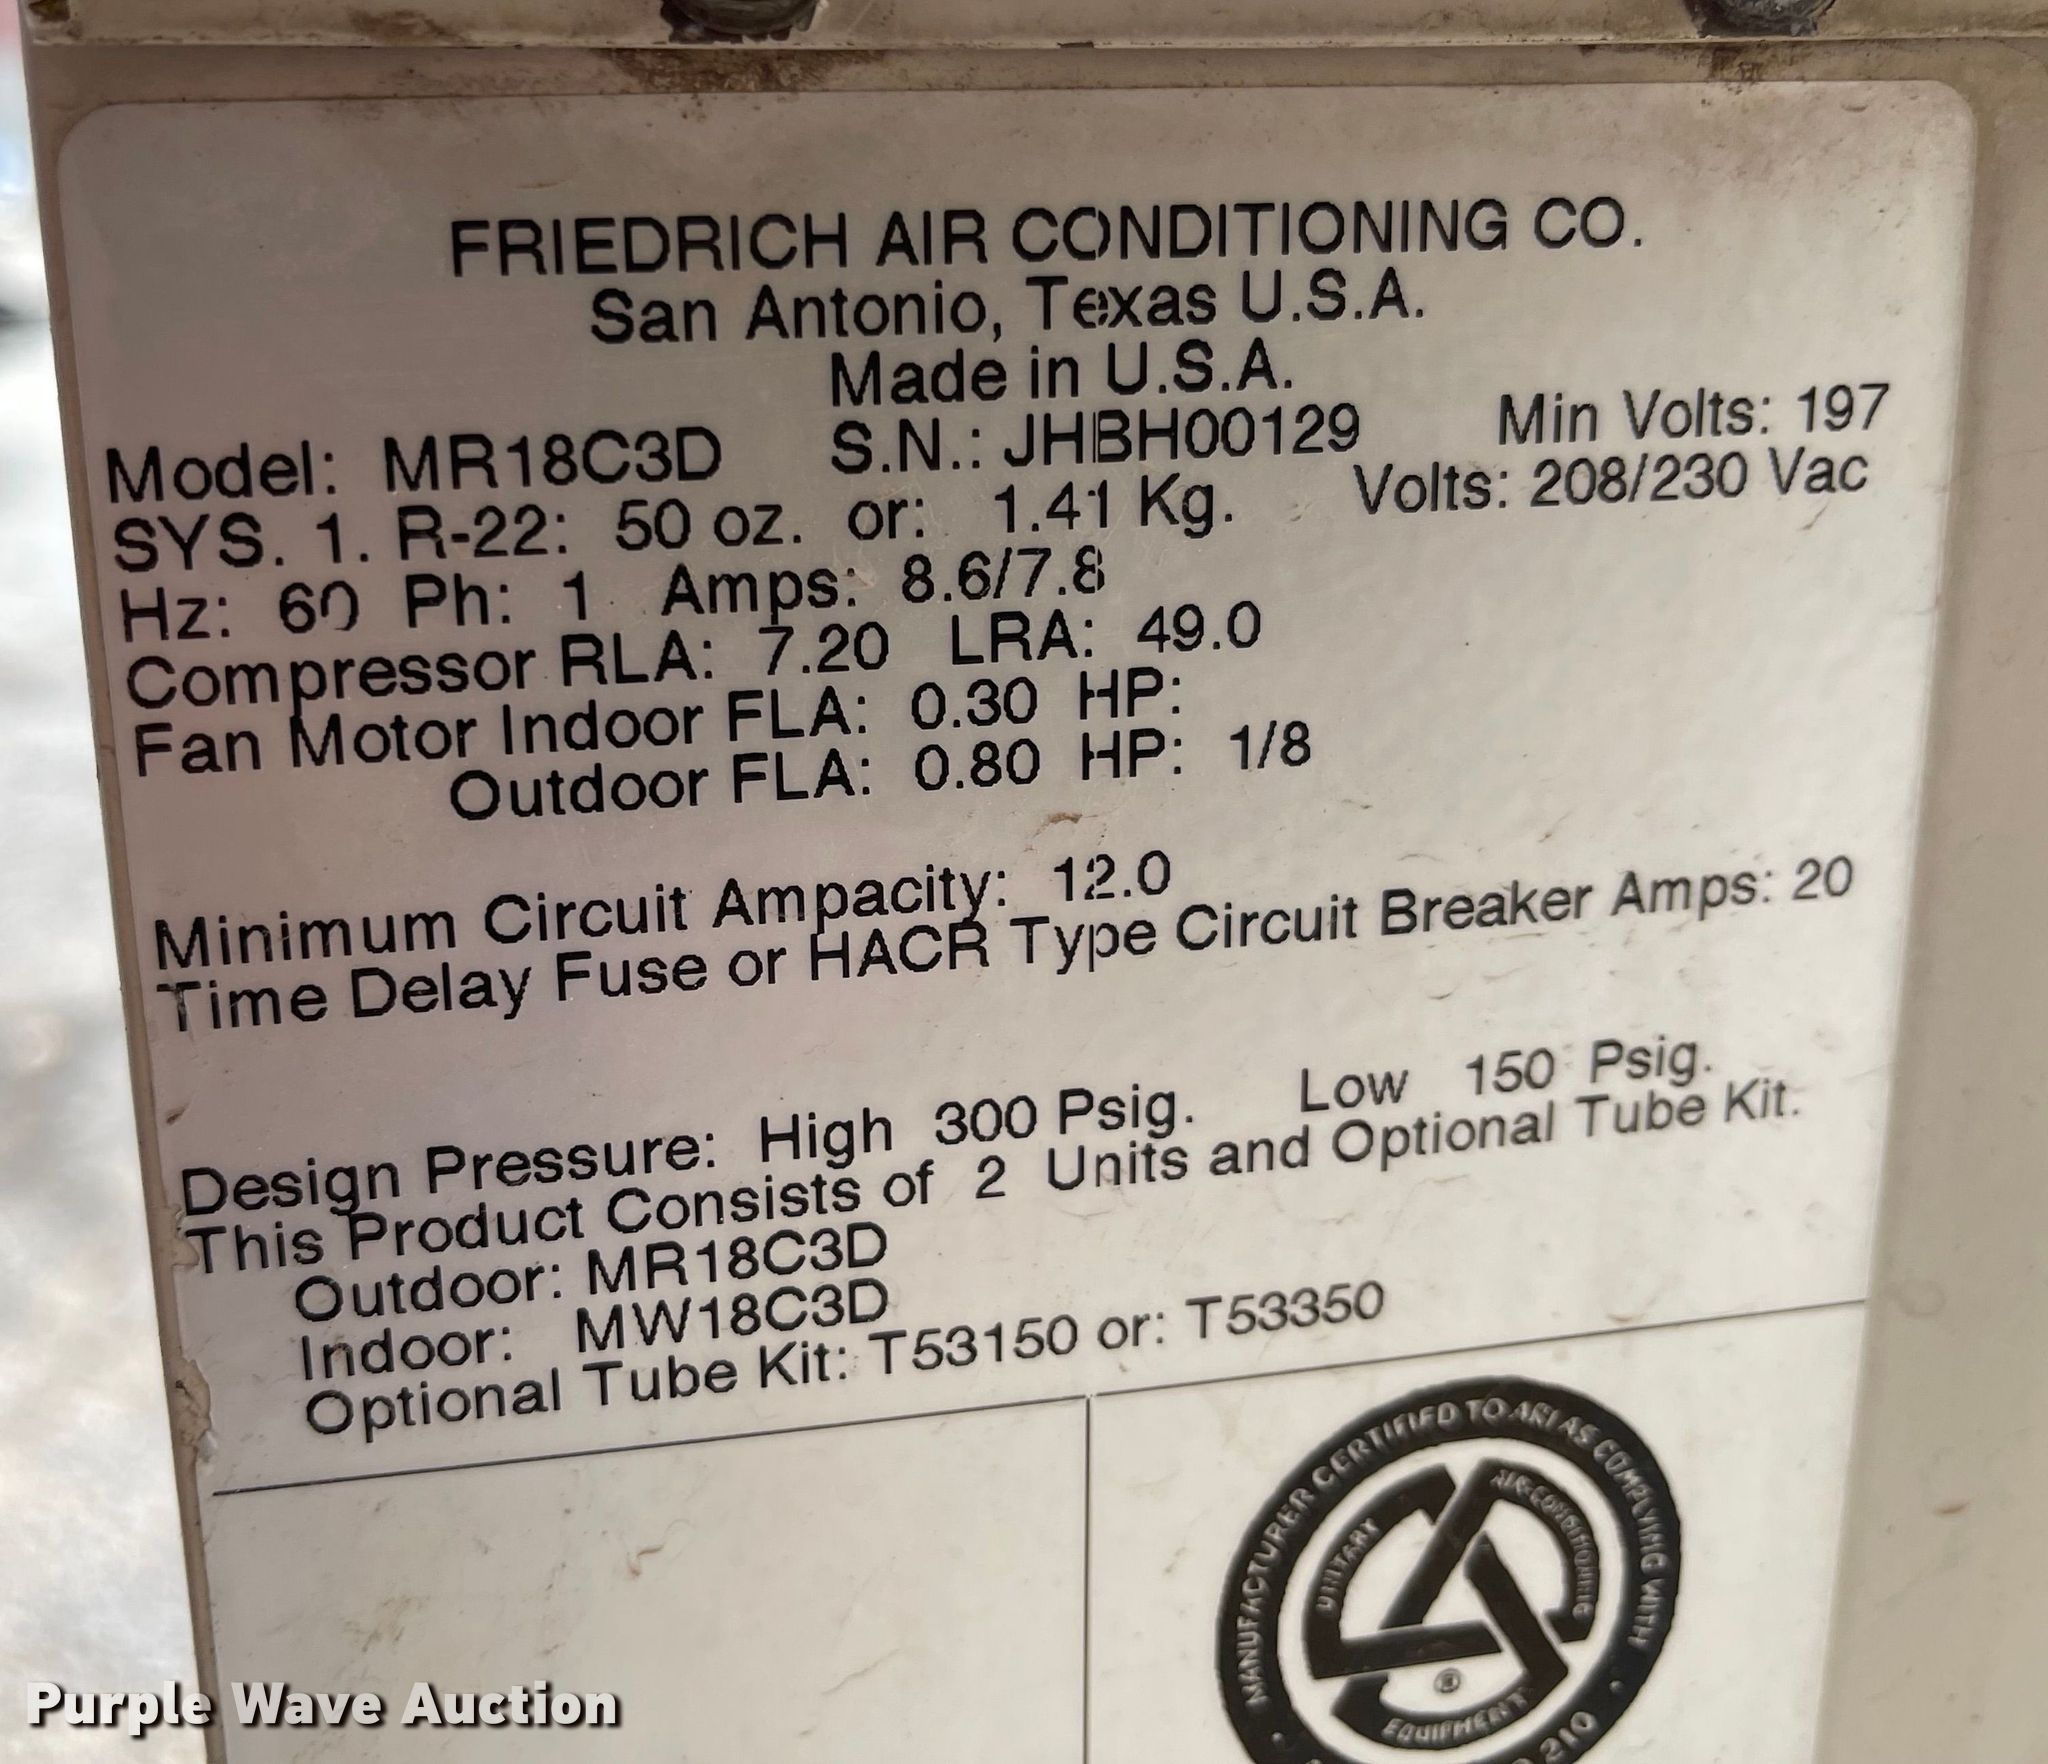 FRIEDRICH AIR CONDITIONING CO.
San Antonio, Texas U.S.A.
Made in U.S.A.
Model: MR18C3D S.N.: JHBH00129 Min Volts: 197
SYS. 1. R-22: 50 oz. or: 1.41 Kg. Volts: 208/230 Vac
Hz: 60 Ph: 1 Amps: 8.6/7.8
Compressor RLA: 7.20 LRA: 49.0
Fan Motor Indoor FLA: 0.30 HP:
Outdoor FLA: 0.80 HP: 1/8
Minimum Circuit Ampacity: 12.0
Time Delay Fuse or HACR Type Circuit Breaker Amps: 20
Design Pressure: High 300 Psig. Low 150 Psig.
This Product Consists of 2 Units and Optional Tube Kit.
Outdoor: MR18C3D
Indoor: MW18C3D
Optional Tube Kit: T53150 or: T53350
MANUFACTURER CERTIFIED TO ARI AS COMPLYING WITH
210
UNITARY
AIR-CONDITIONING
EQUIPMENT
®
Purple Wave Auction